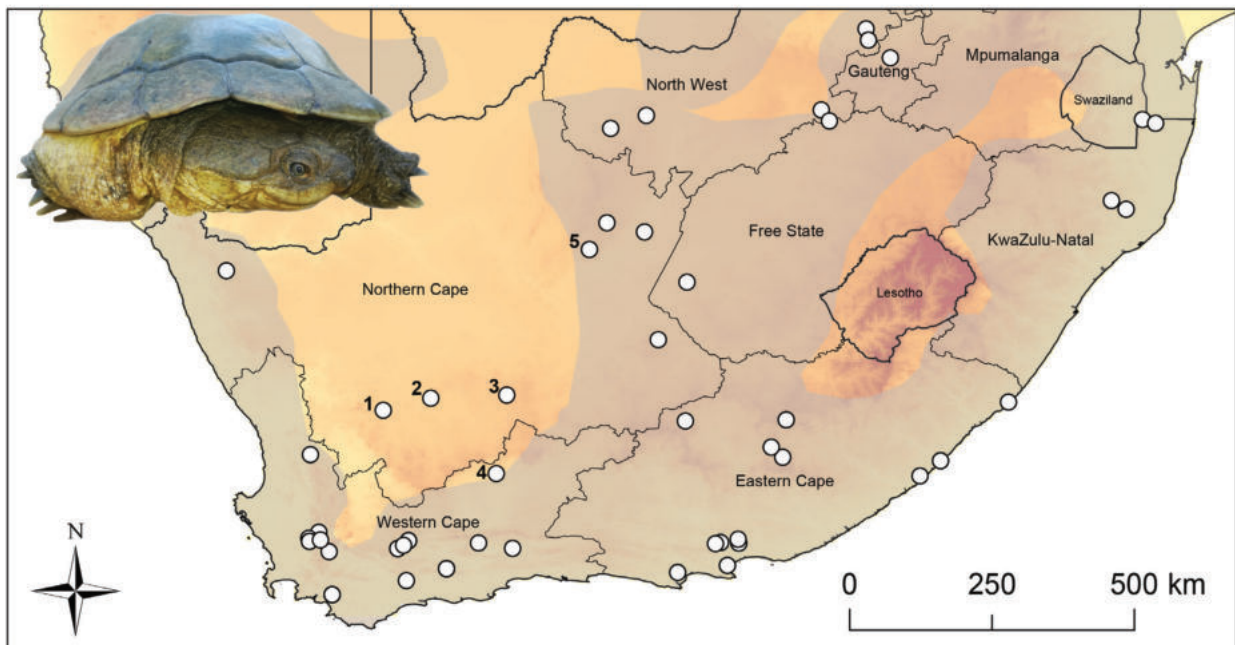 North West
Gauteng
Mpumalanga
Swaziland
5
Free State
KwaZulu-Natal
Northern Cape
Lesotho
1
2
3
4
Eastern Cape
Western Cape
N
0 250 500 km